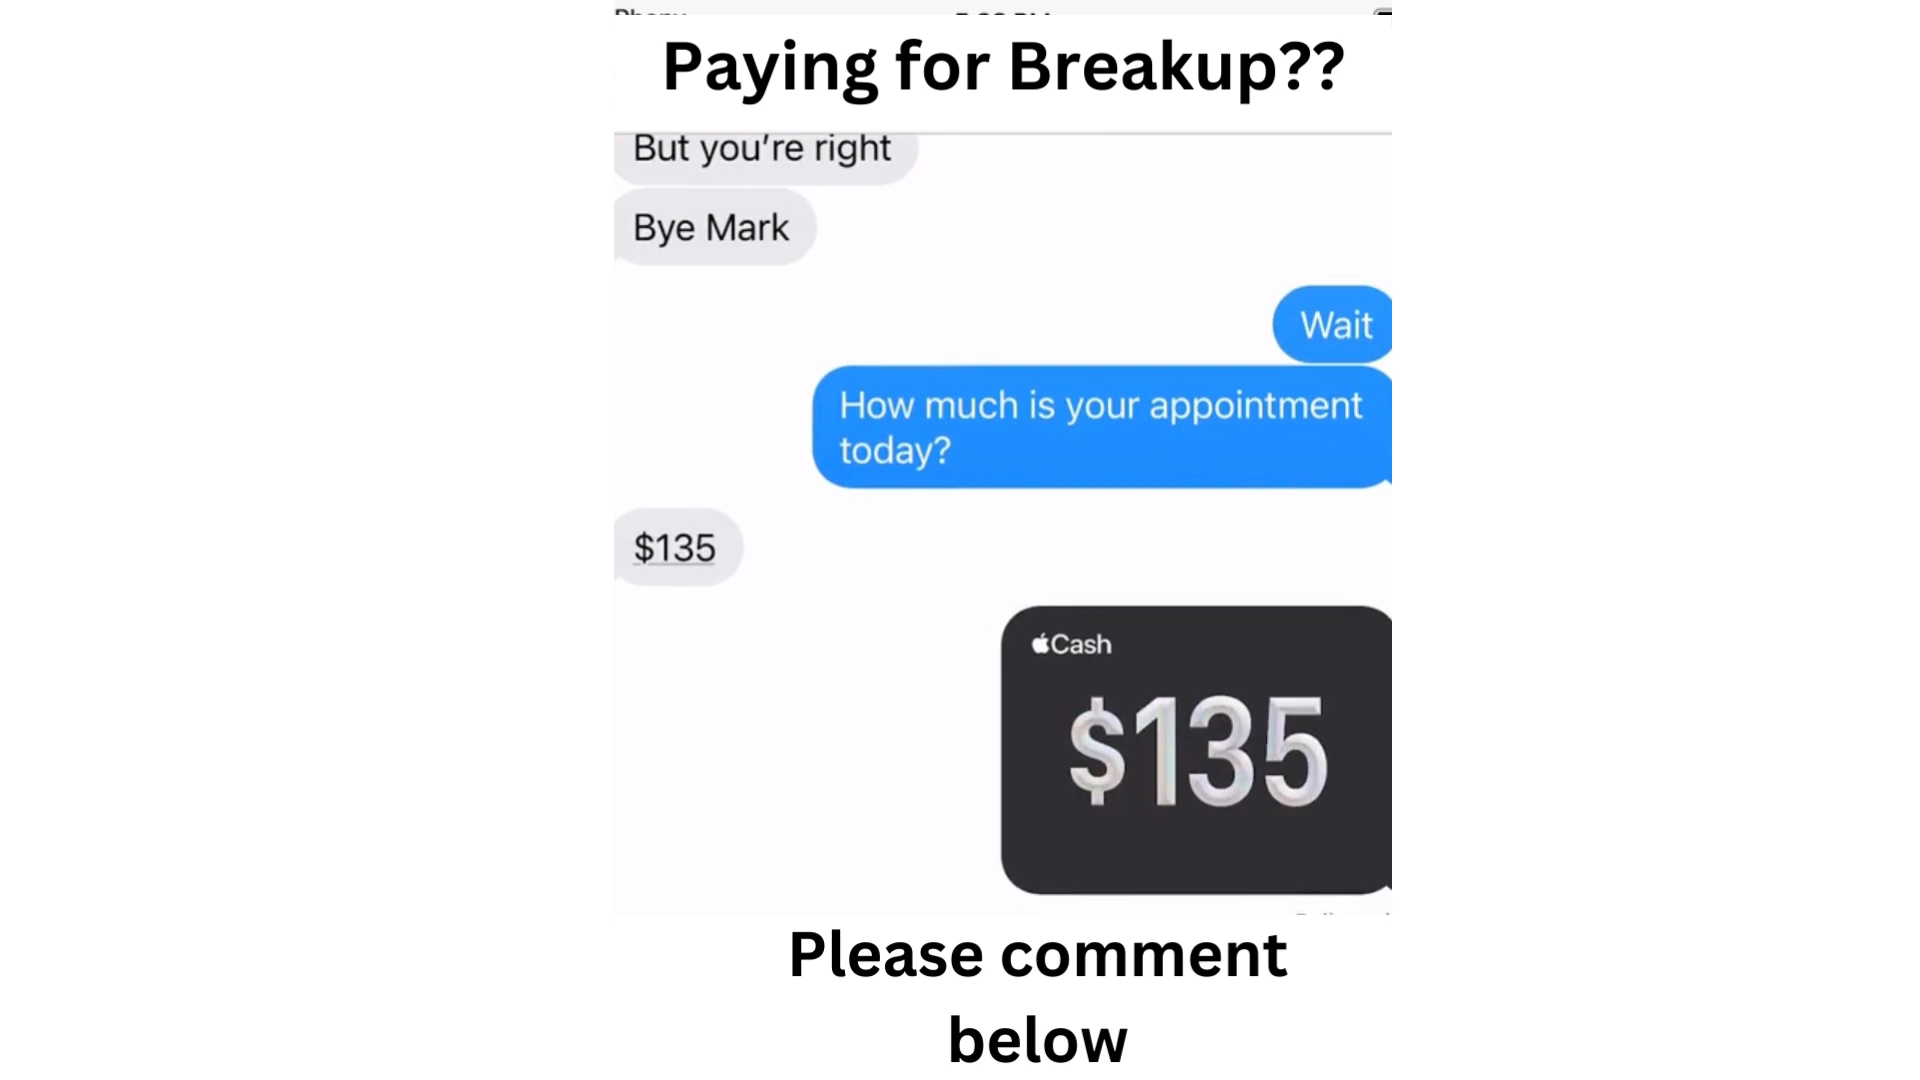 Paying for Breakup??
But you're right
Bye Mark
Wait
How much is your appointment
today?
$135
Cash
$135
Please comment
below